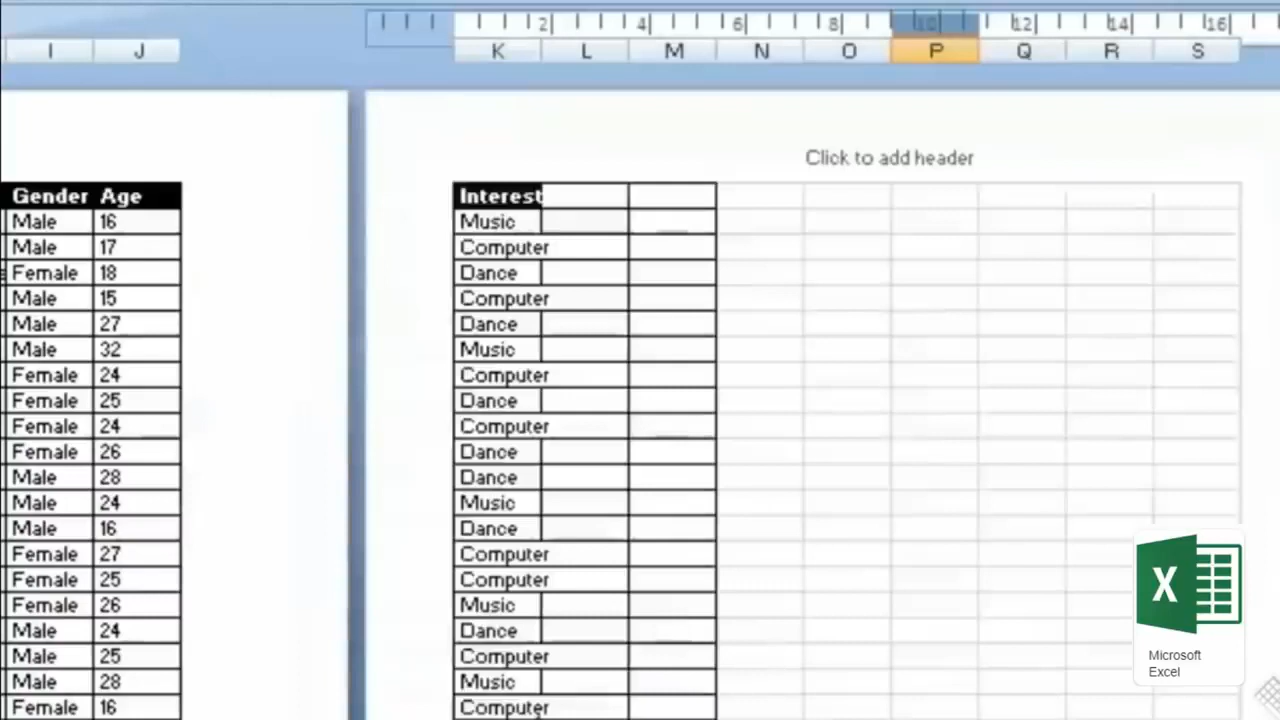 2 4 6 8 10 12 14 16
I J K L M N O P Q R S
Click to add header
Gender Age Interest
Male 16 Music
Male 17 Computer
Female 18 Dance
Male 15 Computer
Male 27 Dance
Male 32 Music
Female 24 Computer
Female 25 Dance
Female 24 Computer
Female 26 Dance
Male 28 Dance
Male 24 Music
Male 16 Dance
Female 27 Computer
Female 25 Computer
Female 26 Music
Male 24 Dance
Male 25 Computer
Male 28 Music
Female 16 Computer
X
Microsoft
Excel